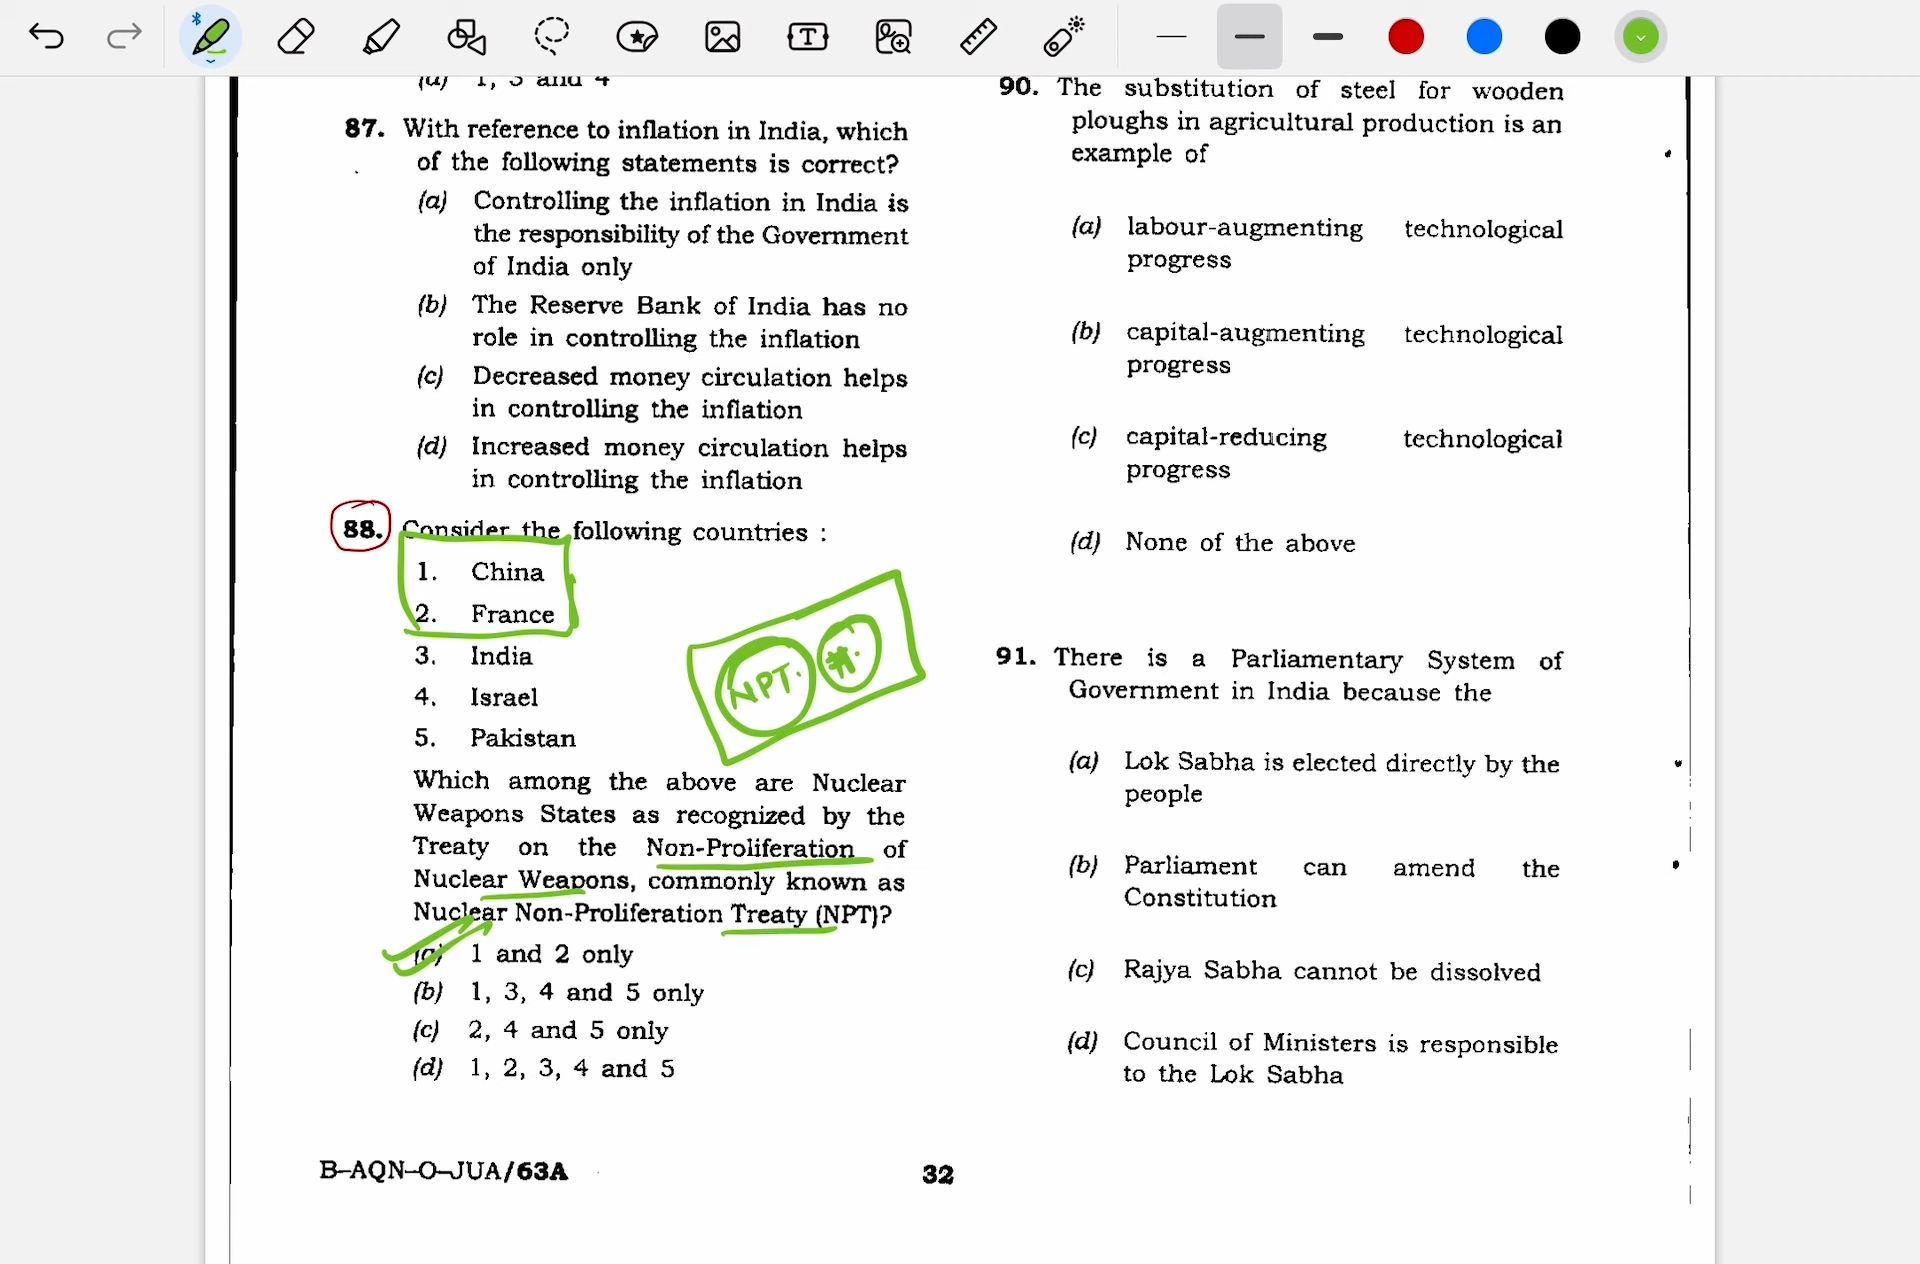 (d) 1, 3 and 4
87. With reference to inflation in India, which
of the following statements is correct?
(a) Controlling the inflation in India is
the responsibility of the Government
of India only
(b) The Reserve Bank of India has no
role in controlling the inflation
(c) Decreased money circulation helps
in controlling the inflation
(d) Increased money circulation helps
in controlling the inflation
88. Consider the following countries :
1. China
2. France
3. India
4. Israel
5. Pakistan
NPT.
Which among the above are Nuclear
Weapons States as recognized by the
Treaty on the Non-Proliferation of
Nuclear Weapons, commonly known as
Nuclear Non-Proliferation Treaty (NPT)?
(a) 1 and 2 only
(b) 1, 3, 4 and 5 only
(c) 2, 4 and 5 only
(d) 1, 2, 3, 4 and 5
90. The substitution of steel for wooden
ploughs in agricultural production is an
example of
(a) labour-augmenting technological
progress
(b) capital-augmenting technological
progress
(c) capital-reducing technological
progress
(d) None of the above
91. There is a Parliamentary System of
Government in India because the
(a) Lok Sabha is elected directly by the
people
(b) Parliament can amend the
Constitution
(c) Rajya Sabha cannot be dissolved
(d) Council of Ministers is responsible
to the Lok Sabha
B–AQN–O–JUA/63A
32